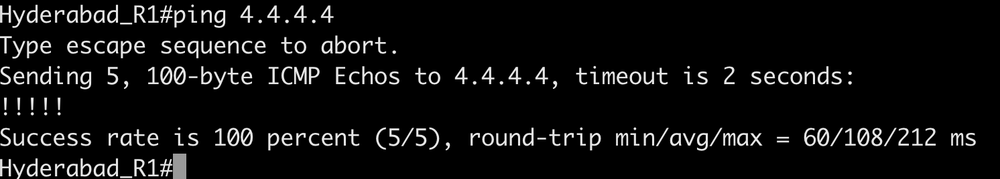 Hyderabad_R1#ping 4.4.4.4
Type escape sequence to abort.
Sending 5, 100-byte ICMP Echos to 4.4.4.4, timeout is 2 seconds:
!!!!!
Success rate is 100 percent (5/5), round-trip min/avg/max = 60/108/212 ms
Hyderabad_R1#